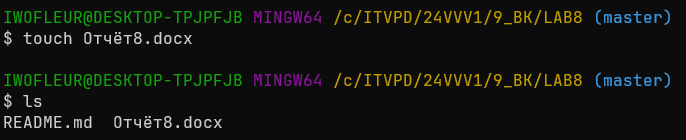 IWOFLEUR@DESKTOP-TPJPFJB MINGW64 /c/ITVPD/24VVV1/9_BK/LAB8 (master)
$ touch Отчёт8.docx
IWOFLEUR@DESKTOP-TPJPFJB MINGW64 /c/ITVPD/24VVV1/9_BK/LAB8 (master)
$ ls
README.md  Отчёт8.docx